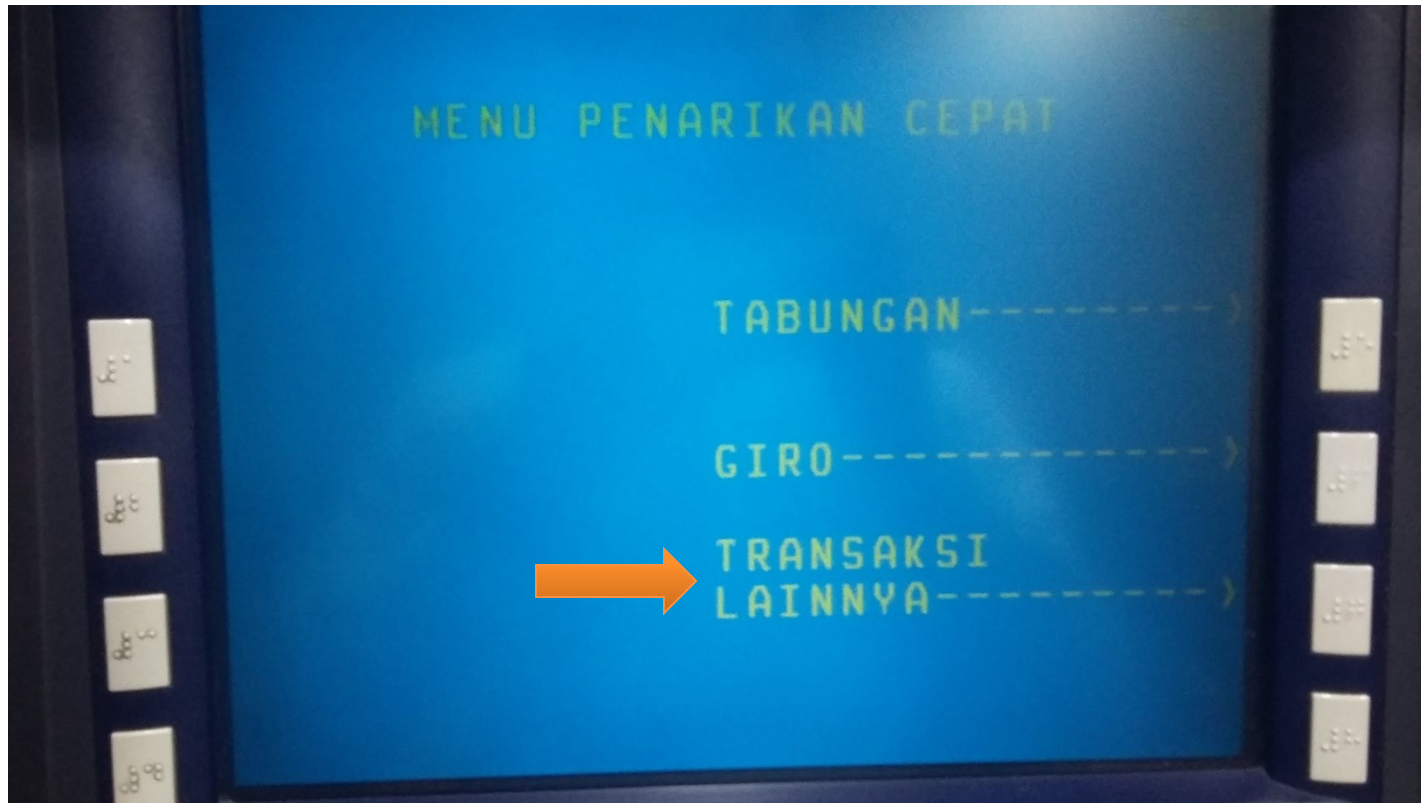 MENU PENARIKAN CEPAT
TABUNGAN--------->
GIRO------------->
TRANSAKSI
LAINNYA---------->